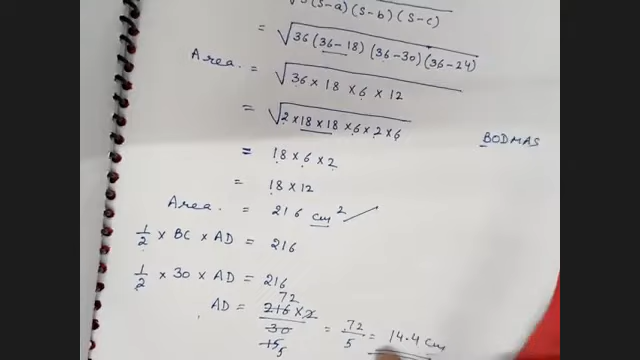 √s(s-a)(s-b)(s-c)
= √36(36-18)(36-30)(36-24)
Area. = √36 × 18 × 6 × 12
= √2 × 18 × 18 × 6 × 2 × 6
BODMAS
= 18 × 6 × 2
= 18 × 12
Area. = 216 cm²
1/2 × BC × AD = 216
1/2 × 30 × AD = 216
72
AD = 216 × 2 / 30 = 72/5 = 14.4 cm
15
5